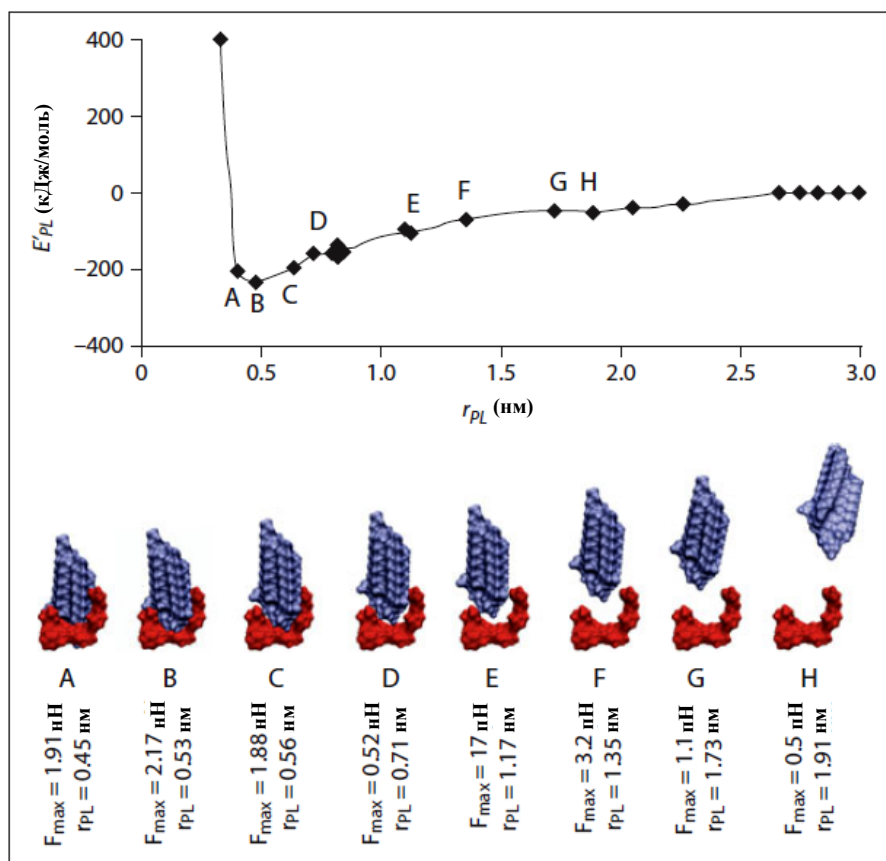 400
200
0
−200
−400
E'PL (кДж/моль)
A
B
C
D
E
F
G H
0
0.5
1.0
1.5
2.0
2.5
3.0
rPL (нм)
A
B
C
D
E
F
G
H
Fmax = 1.91 нН
rPL = 0.45 нм
Fmax = 2.17 нН
rPL = 0.53 нм
Fmax = 1.88 нН
rPL = 0.56 нм
Fmax = 0.52 нН
rPL = 0.71 нм
Fmax = 17 пН
rPL = 1.17 нм
Fmax = 3.2 пН
rPL = 1.35 нм
Fmax = 1.1 пН
rPL = 1.73 нм
Fmax = 0.5 пН
rPL = 1.91 нм